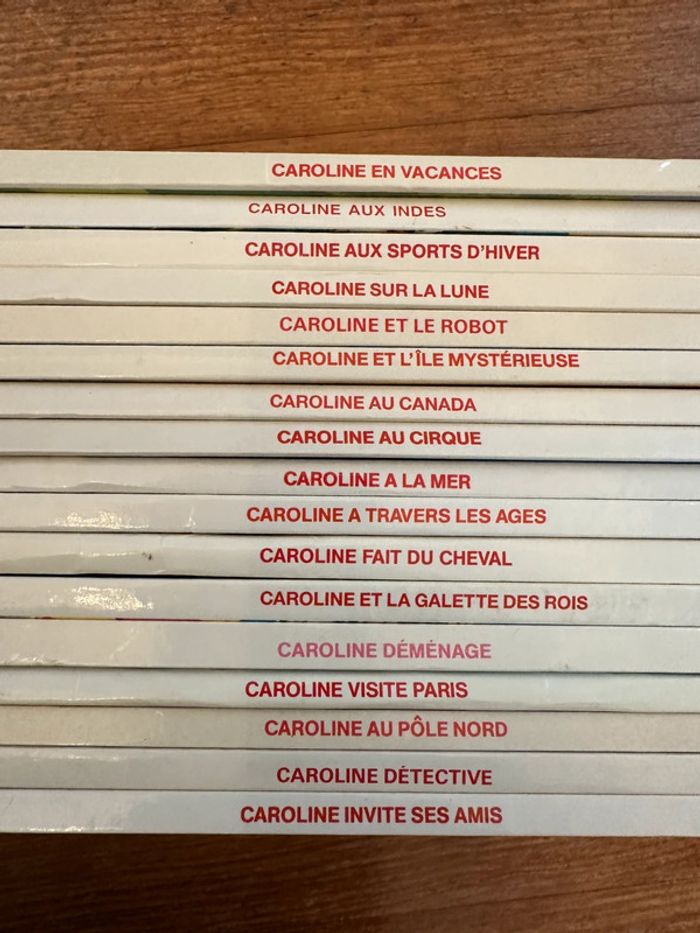 CAROLINE EN VACANCES
CAROLINE AUX INDES
CAROLINE AUX SPORTS D'HIVER
CAROLINE SUR LA LUNE
CAROLINE ET LE ROBOT
CAROLINE ET L'ÎLE MYSTÉRIEUSE
CAROLINE AU CANADA
CAROLINE AU CIRQUE
CAROLINE A LA MER
CAROLINE A TRAVERS LES AGES
CAROLINE FAIT DU CHEVAL
CAROLINE ET LA GALETTE DES ROIS
CAROLINE DÉMÉNAGE
CAROLINE VISITE PARIS
CAROLINE AU PÔLE NORD
CAROLINE DÉTECTIVE
CAROLINE INVITE SES AMIS